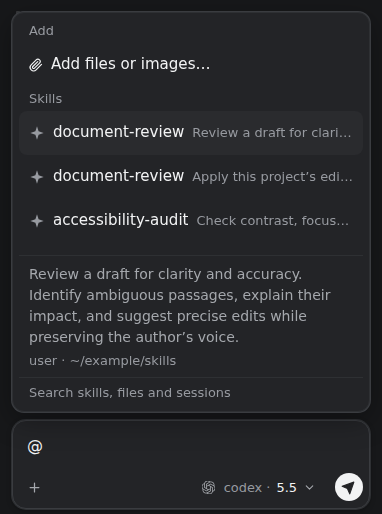 Add
Add files or images...
Skills
document-review Review a draft for clari...
document-review Apply this project’s edi...
accessibility-audit Check contrast, focus...
Review a draft for clarity and accuracy.
Identify ambiguous passages, explain their
impact, and suggest precise edits while
preserving the author’s voice.
user · ~/example/skills
Search skills, files and sessions
@
+ codex · 5.5